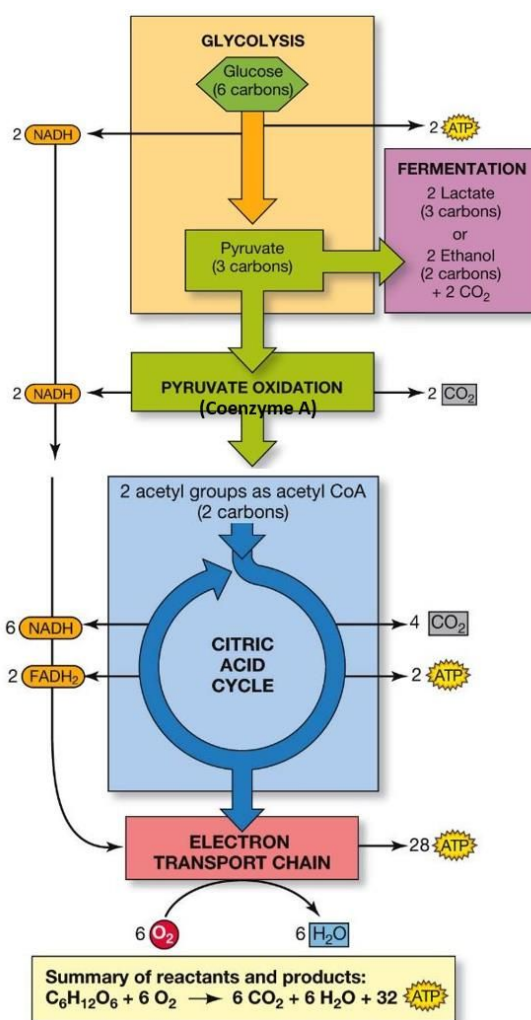 GLYCOLYSIS
Glucose
(6 carbons)
2 NADH
2 ATP
FERMENTATION
2 Lactate
(3 carbons)
or
2 Ethanol
(2 carbons)
+ 2 CO₂
Pyruvate
(3 carbons)
2 NADH
PYRUVATE OXIDATION
(Coenzyme A)
2 CO₂
2 acetyl groups as acetyl CoA
(2 carbons)
6 NADH
4 CO₂
CITRIC
ACID
CYCLE
2 FADH₂
2 ATP
ELECTRON
TRANSPORT CHAIN
28 ATP
6 O₂
6 H₂O
Summary of reactants and products:
C₆H₁₂O₆ + 6 O₂ → 6 CO₂ + 6 H₂O + 32 ATP